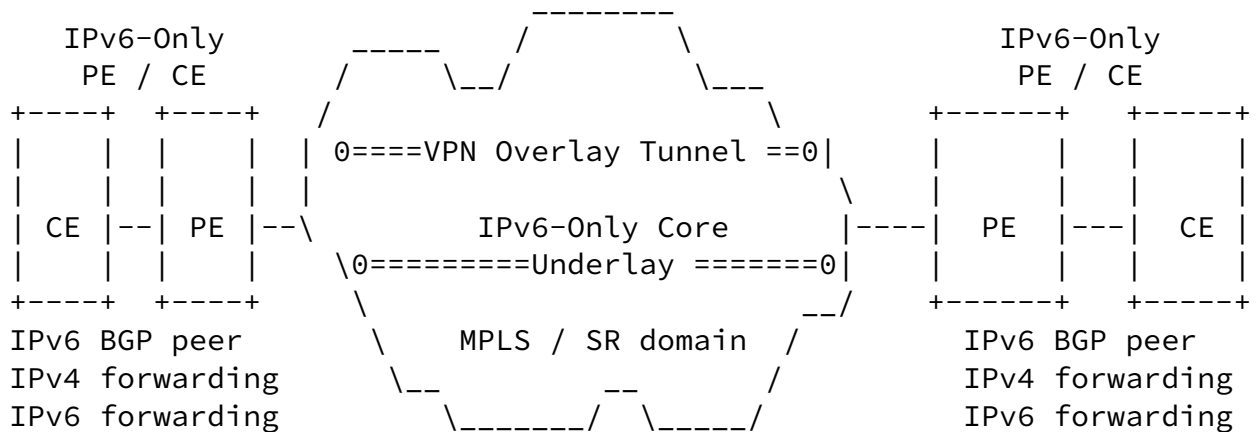 IPv6-Only IPv6-Only
PE / CE PE / CE
0====VPN Overlay Tunnel ==0
CE PE IPv6-Only Core PE CE
0=========Underlay =======0
IPv6 BGP peer MPLS / SR domain IPv6 BGP peer
IPv4 forwarding IPv4 forwarding
IPv6 forwarding IPv6 forwarding